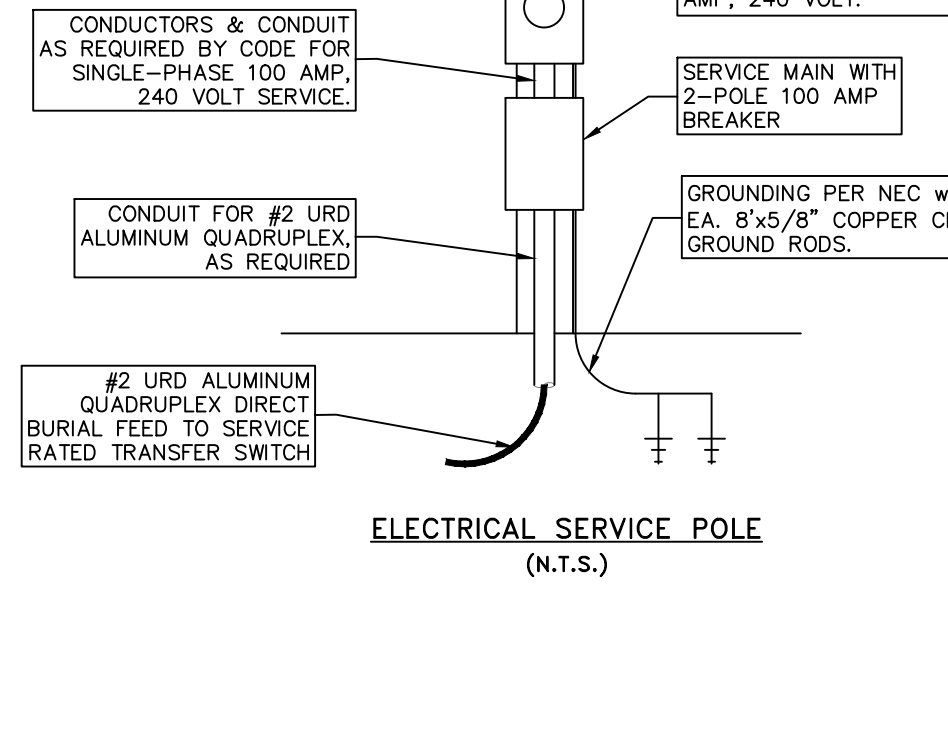 CONDUCTORS & CONDUIT
AS REQUIRED BY CODE FOR
SINGLE-PHASE 100 AMP,
240 VOLT SERVICE.
AMP, 240 VOLT.
SERVICE MAIN WITH
2-POLE 100 AMP
BREAKER
CONDUIT FOR #2 URD
ALUMINUM QUADRUPLEX,
AS REQUIRED
GROUNDING PER NEC
EA. 8'x5/8" COPPER
GROUND RODS.
#2 URD ALUMINUM
QUADRUPLEX DIRECT
BURIAL FEED TO SERVICE
RATED TRANSFER SWITCH
ELECTRICAL SERVICE POLE
(N.T.S.)